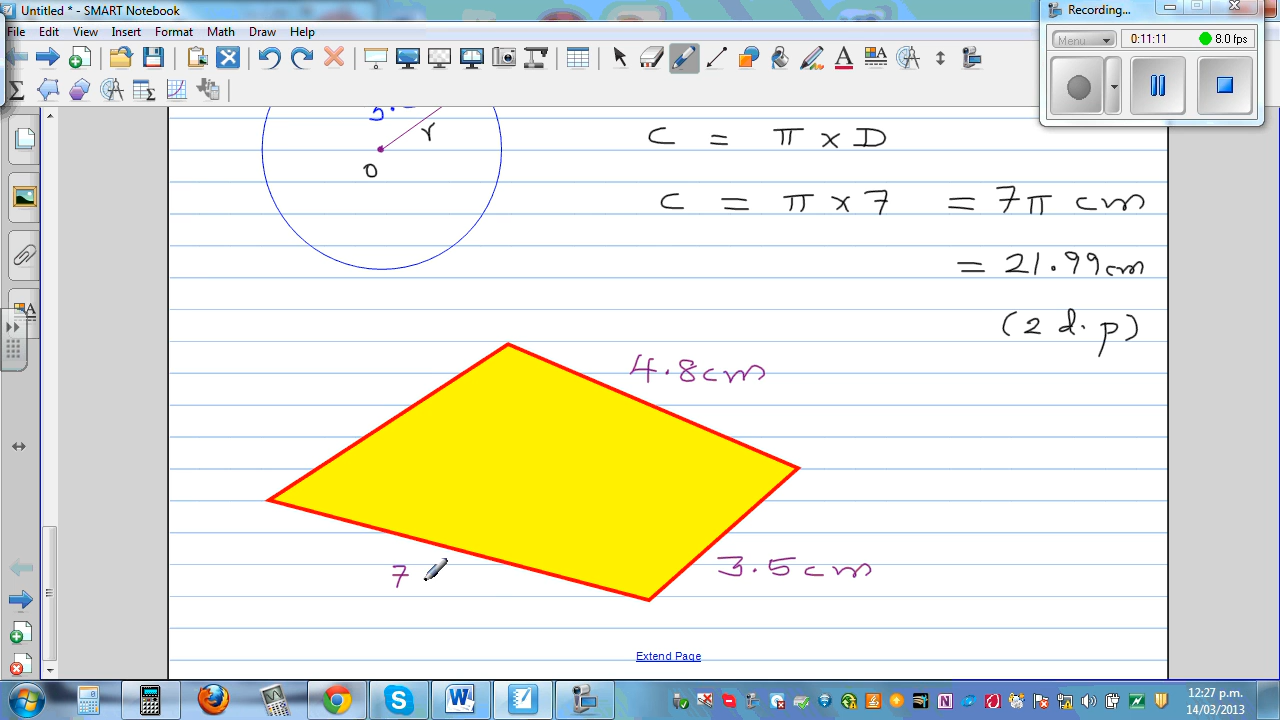 Untitled * - SMART Notebook
Recording...
File Edit View Insert Format Math Draw Help
Menu
0:11:11
8.0 fps
r
O
C = π × D
C = π × 7 = 7π cm
= 21.99cm
(2 d.p)
4.8cm
3.5cm
7
Extend Page
12:27 p.m.
14/03/2013